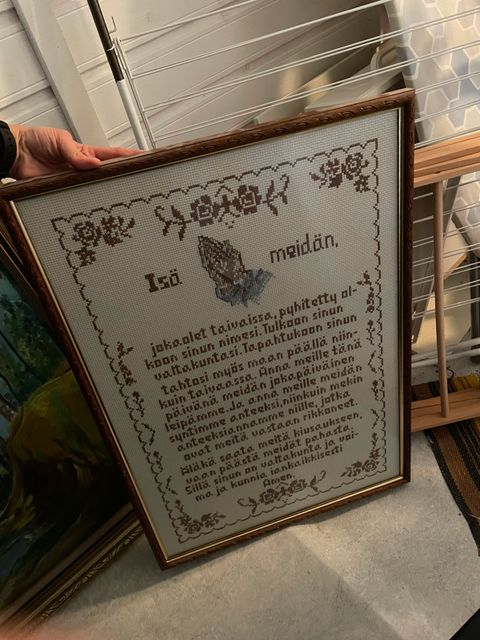 Isä meidän,
joka olet taivaissa, pyhitetty ol-
koon sinun nimesi. Tulkoon sinun
valtakuntasi. Tapahtukoon sinun
tahtosi myös maan päällä niin-
kuin taivaassa. Anna meille tänä
päivänä meidän jokapäiväinen
leipämme. Ja anna meille meidän
syntimme anteeksi, niinkuin mekin
anteeksiannamme niille, jotka
ovat meitä vastaan rikkoneet.
Äläkä saata meitä kiusaukseen,
vaan päästä meidät pahasta,
Sillä sinun on valtakunta ja voi-
ma ja kunnia iankaikkisesti
Amen.